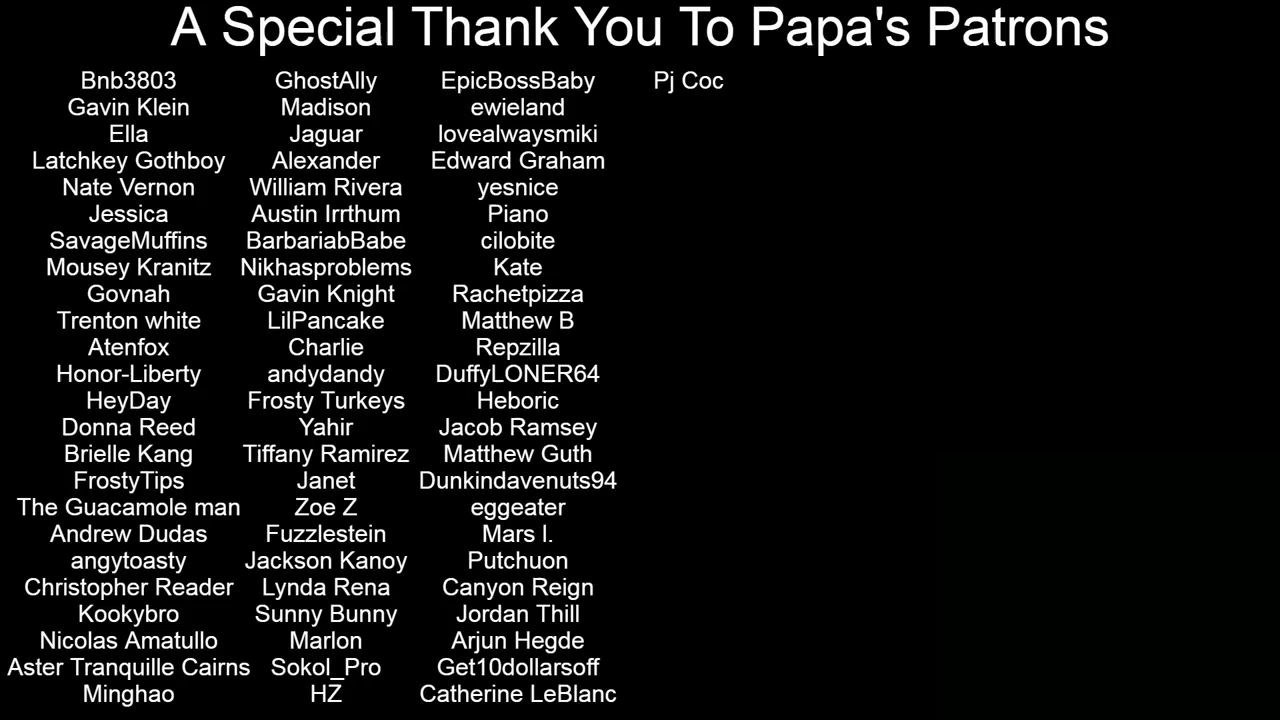 A Special Thank You To Papa's Patrons
Bnb3803
Gavin Klein
Ella
Latchkey Gothboy
Nate Vernon
Jessica
SavageMuffins
Mousey Kranitz
Govnah
Trenton white
Atenfox
Honor-Liberty
HeyDay
Donna Reed
Brielle Kang
FrostyTips
The Guacamole man
Andrew Dudas
angytoasty
Christopher Reader
Kookybro
Nicolas Amatullo
Aster Tranquille Cairns
Minghao
GhostAlly
Madison
Jaguar
Alexander
William Rivera
Austin Irrthum
BarbariabBabe
Nikhasproblems
Gavin Knight
LilPancake
Charlie
andydandy
Frosty Turkeys
Yahir
Tiffany Ramirez
Janet
Zoe Z
Fuzzlestein
Jackson Kanoy
Lynda Rena
Sunny Bunny
Marlon
Sokol_Pro
HZ
EpicBossBaby
ewieland
lovealwaysmiki
Edward Graham
yesnice
Piano
cilobite
Kate
Rachetpizza
Matthew B
Repzilla
DuffyLONER64
Heboric
Jacob Ramsey
Matthew Guth
Dunkindavenuts94
eggeater
Mars I.
Putchuon
Canyon Reign
Jordan Thill
Arjun Hegde
Get10dollarsoff
Catherine LeBlanc
Pj Coc